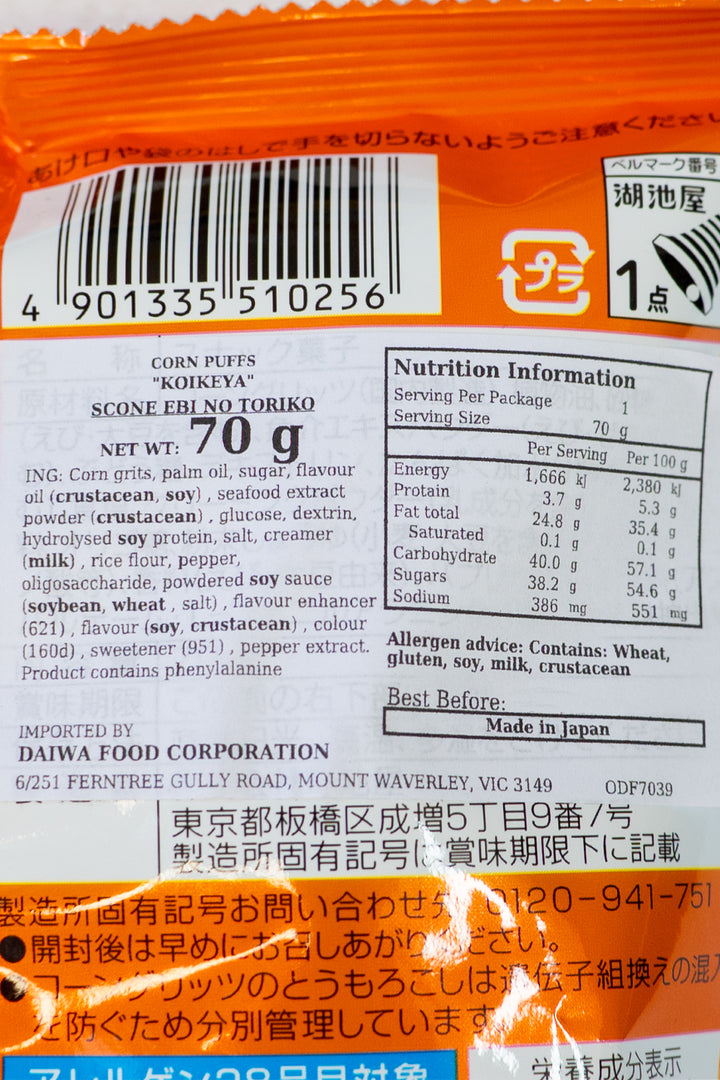 あけ口や袋のはしで手を切らないようご注意ください
ベルマーク番号
湖池屋
1点
プラ
4 901335 510256
CORN PUFFS
"KOIKEYA"
SCONE EBI NO TORIKO
NET WT: 70 g
ING: Corn grits, palm oil, sugar, flavour
oil (crustacean, soy) , seafood extract
powder (crustacean) , glucose, dextrin,
hydrolysed soy protein, salt, creamer
(milk) , rice flour, pepper,
oligosaccharide, powdered soy sauce
(soybean, wheat , salt) , flavour enhancer
(621) , flavour (soy, crustacean) , colour
(160d) , sweetener (951) , pepper extract.
Product contains phenylalanine
Nutrition Information
Serving Per Package 1
Serving Size 70 g
Per Serving Per 100 g
Energy 1,666 kJ 2,380 kJ
Protein 3.7 g 5.3 g
Fat total 24.8 g 35.4 g
Saturated 0.1 g 0.1 g
Carbohydrate 40.0 g 57.1 g
Sugars 38.2 g 54.6 g
Sodium 386 mg 551 mg
Allergen advice: Contains: Wheat,
gluten, soy, milk, crustacean
Best Before:
Made in Japan
IMPORTED BY
DAIWA FOOD CORPORATION
6/251 FERNTREE GULLY ROAD, MOUNT WAVERLEY, VIC 3149 ODF7039
東京都板橋区成増5丁目9番7号
製造所固有記号は賞味期限下に記載
製造所固有記号お問い合わせ先 0120-941-751
●開封後は早めにお召しあがりください。
●コーングリッツのとうもろこしは遺伝子組換えの混入
を防ぐため分別管理しています
アレルゲン28品目対象
栄養成分表示